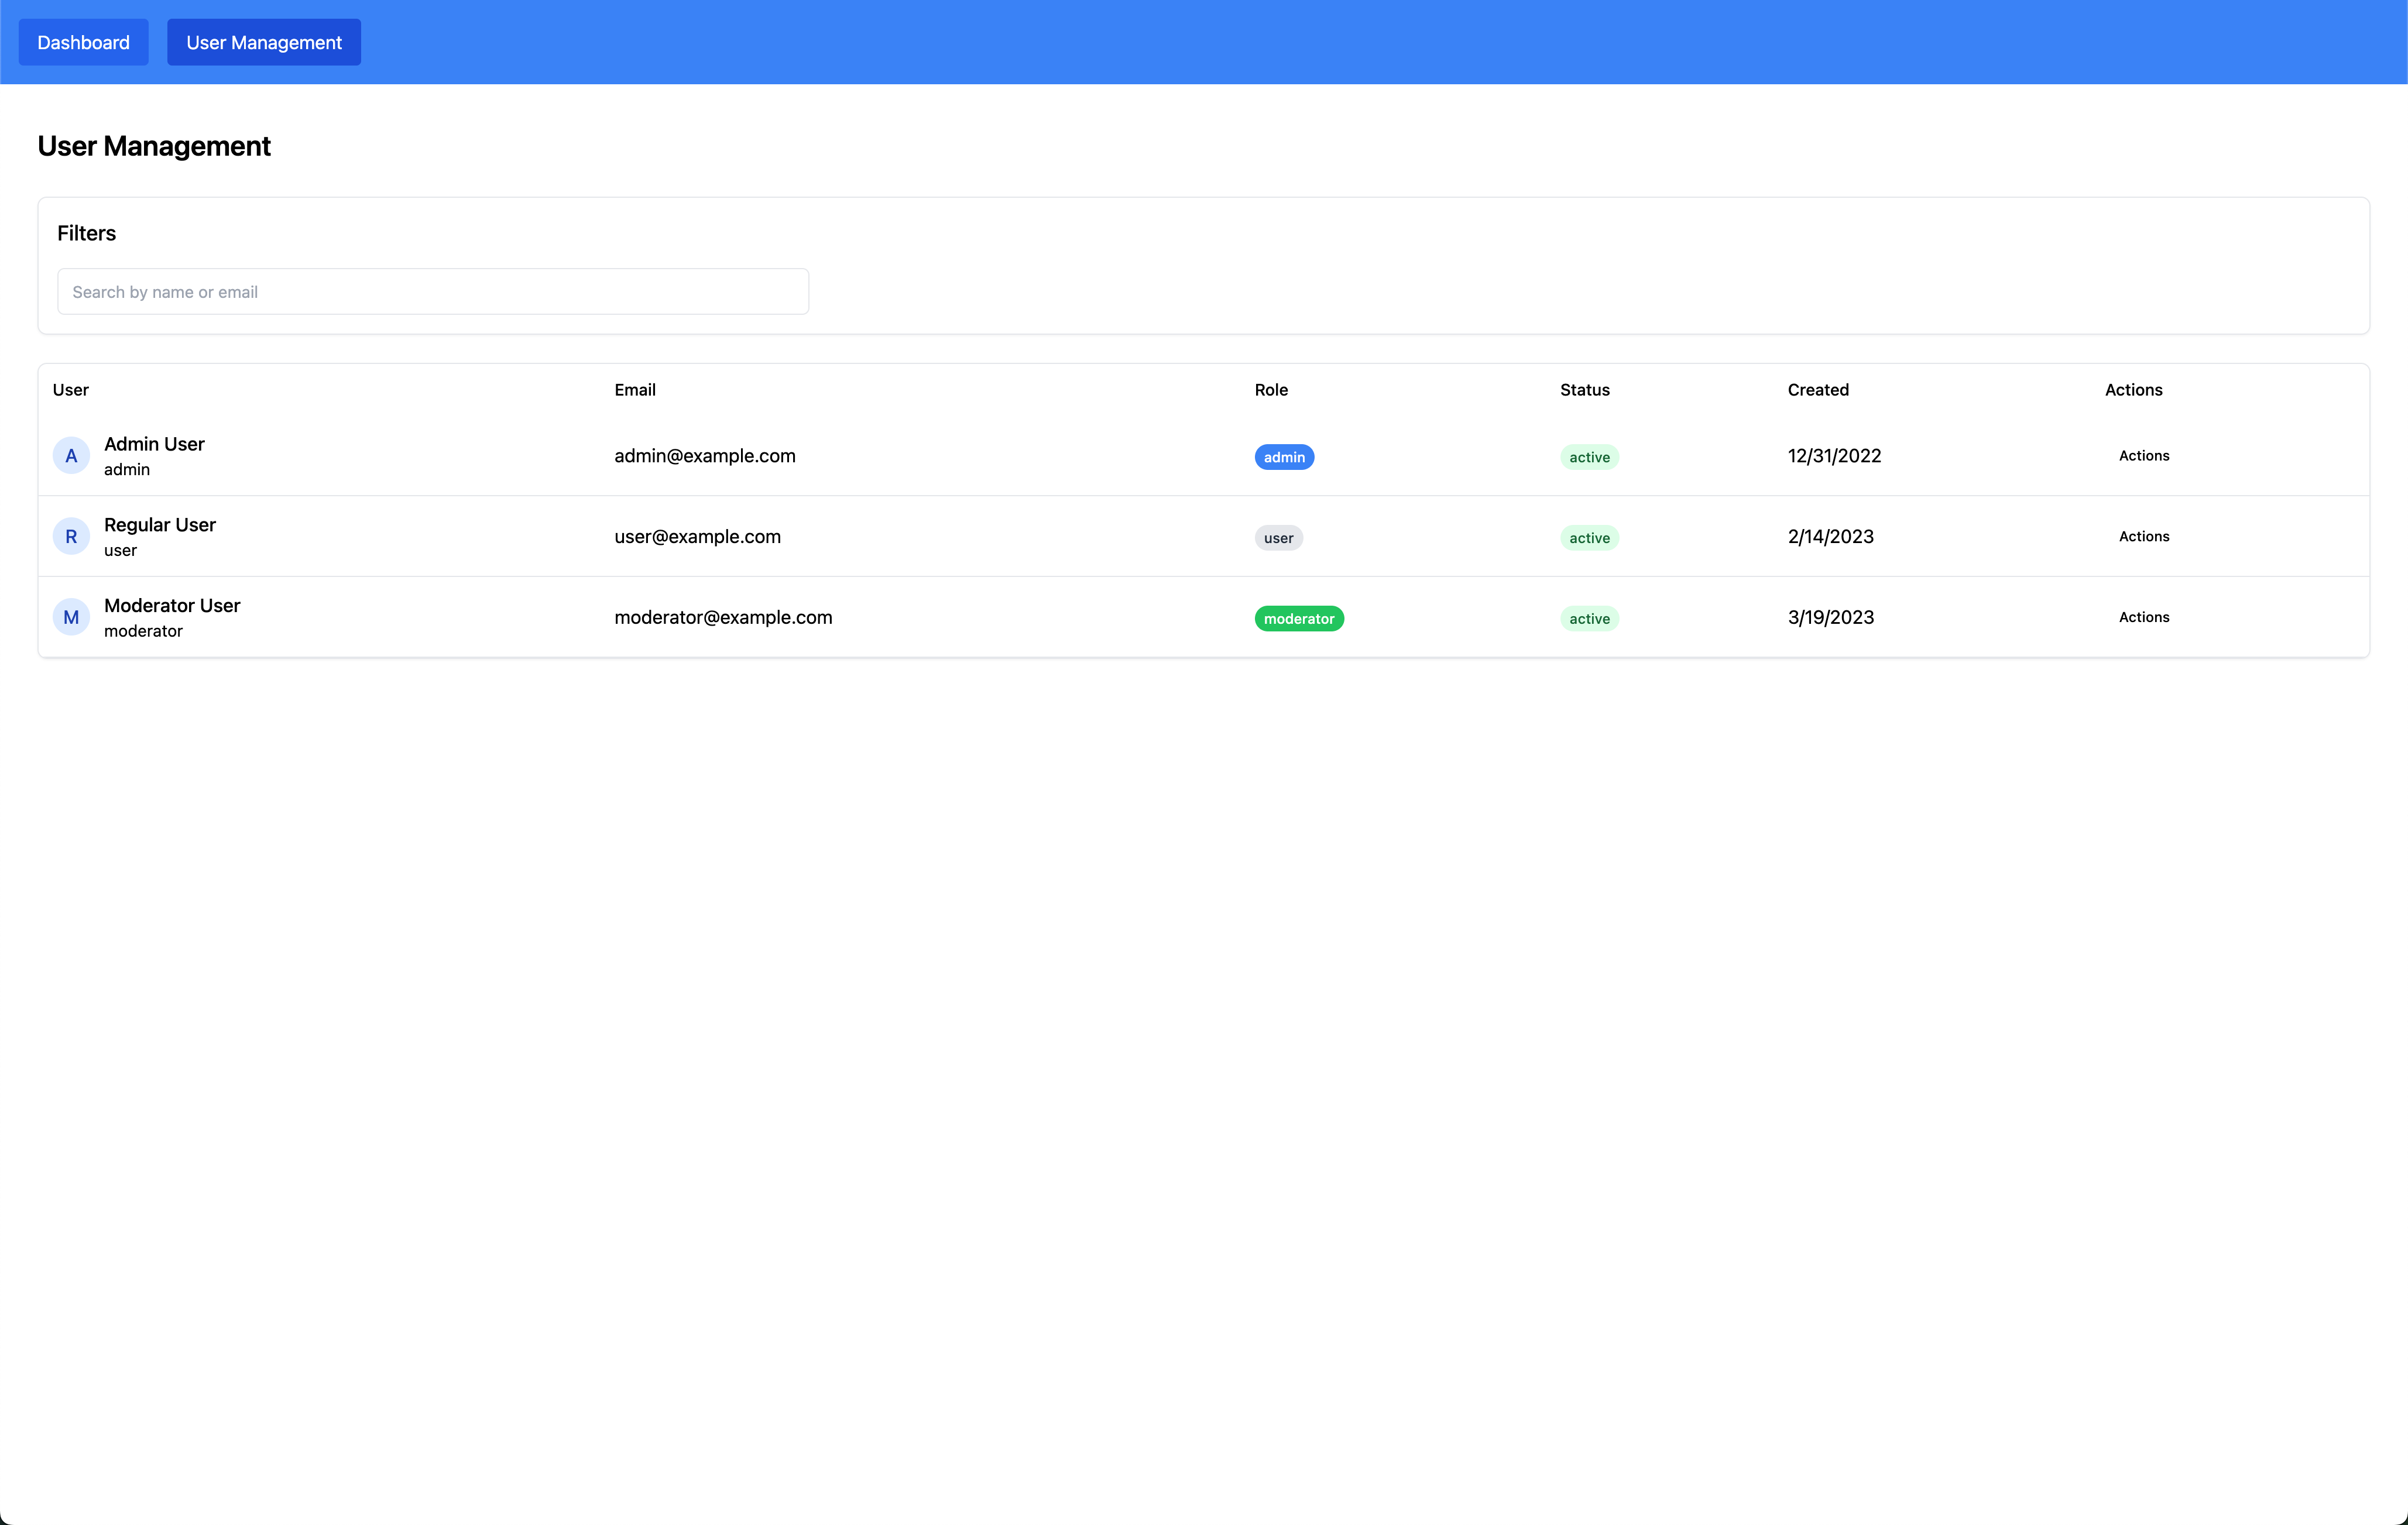 Dashboard User Management
User Management
Filters
Search by name or email
User Email Role Status Created Actions
A Admin User admin@example.com admin active 12/31/2022 Actions
admin
R Regular User user@example.com user active 2/14/2023 Actions
user
M Moderator User moderator@example.com moderator active 3/19/2023 Actions
moderator